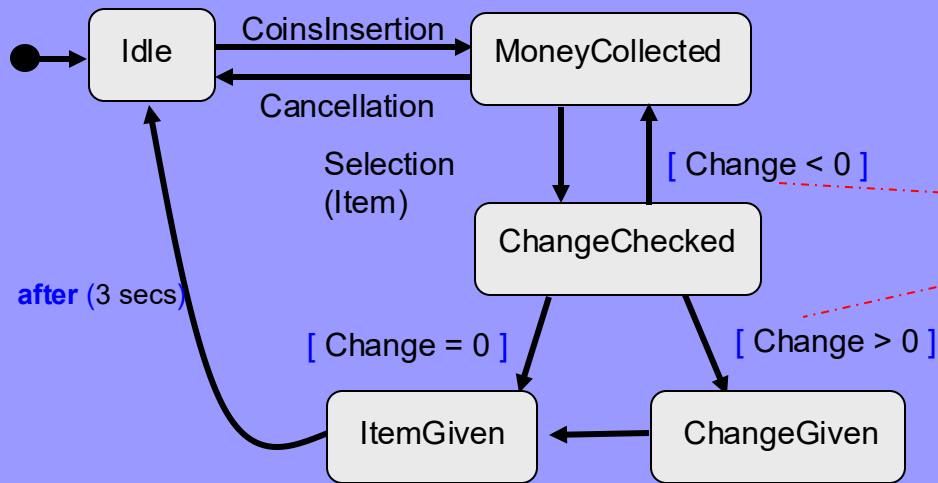 Idle
CoinsInsertion
MoneyCollected
Cancellation
Selection
(Item)
[ Change < 0 ]
ChangeChecked
after (3 secs)
[ Change = 0 ]
[ Change > 0 ]
ItemGiven
ChangeGiven